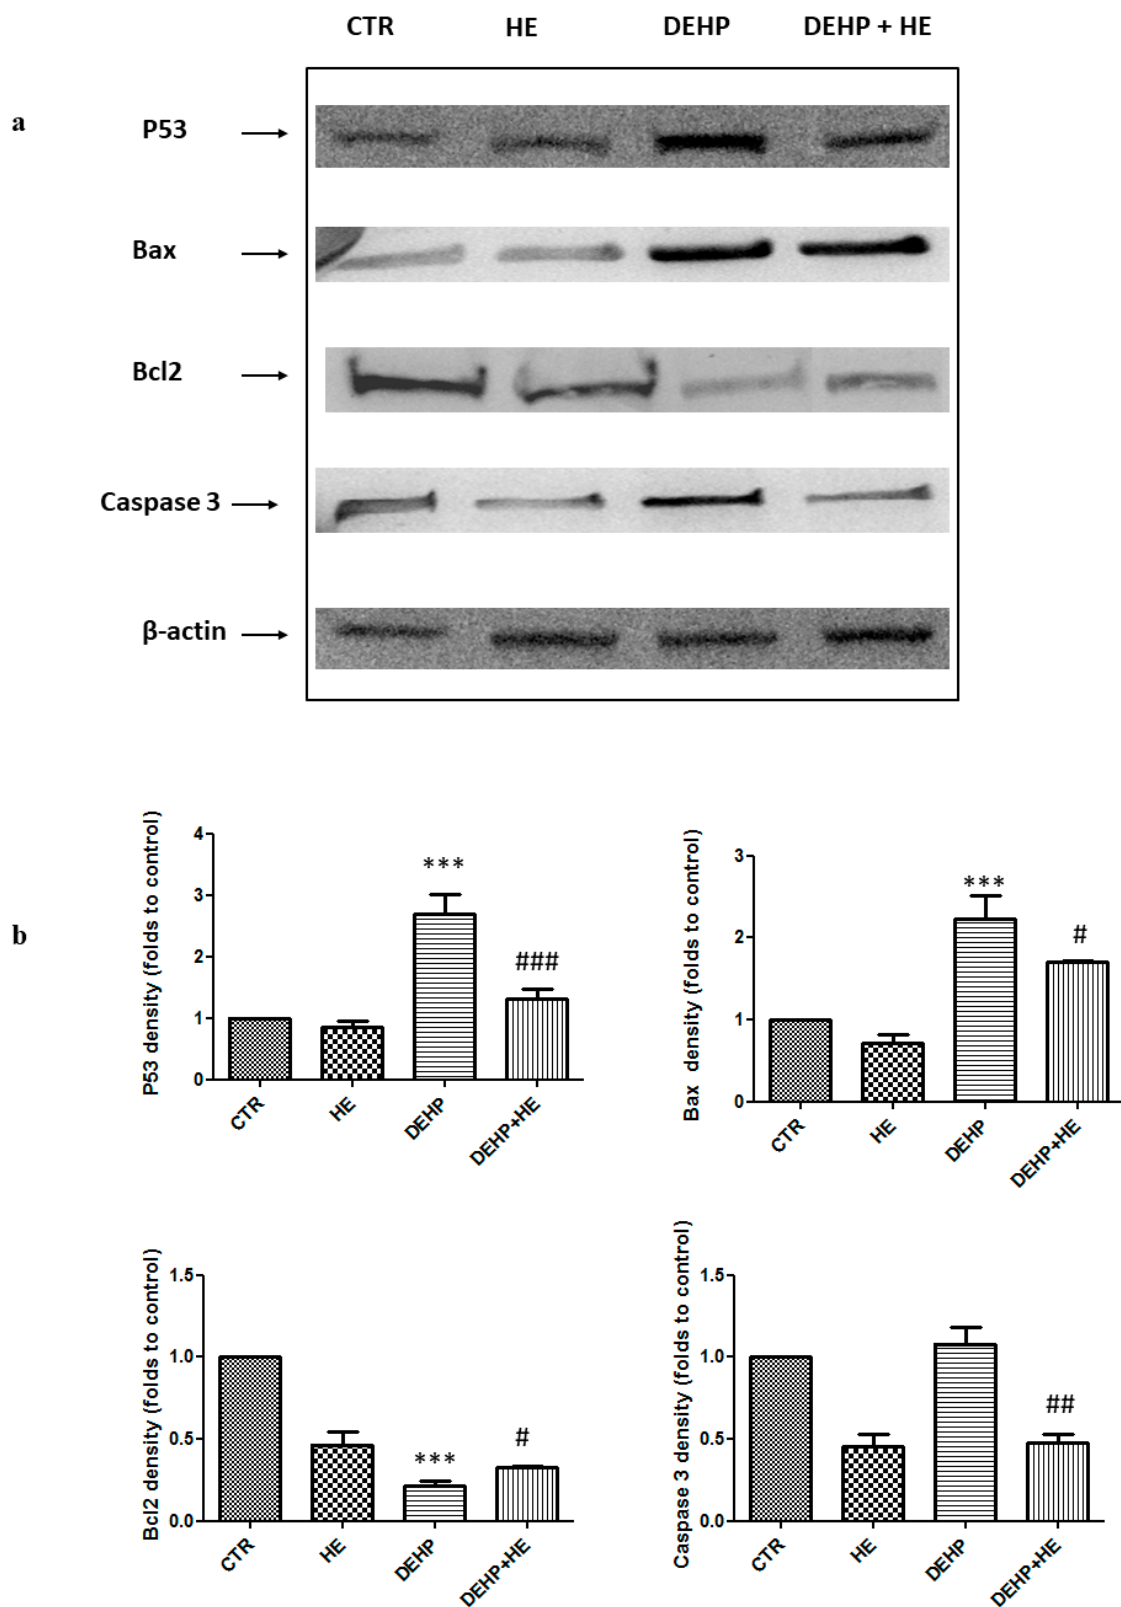 CTR HE DEHP DEHP + HE
a
P53
Bax
Bcl2
Caspase 3
β-actin
b
P53 density (folds to control)
4
3
2
1
0
***
###
CTR HE DEHP DEHP+HE
Bax density (folds to control)
3
2
1
0
***
#
CTR HE DEHP DEHP+HE
Bcl2 density (folds to control)
1.5
1.0
0.5
0.0
***
#
CTR HE DEHP DEHP+HE
Caspase 3 density (folds to control)
1.5
1.0
0.5
0.0
##
CTR HE DEHP DEHP+HE